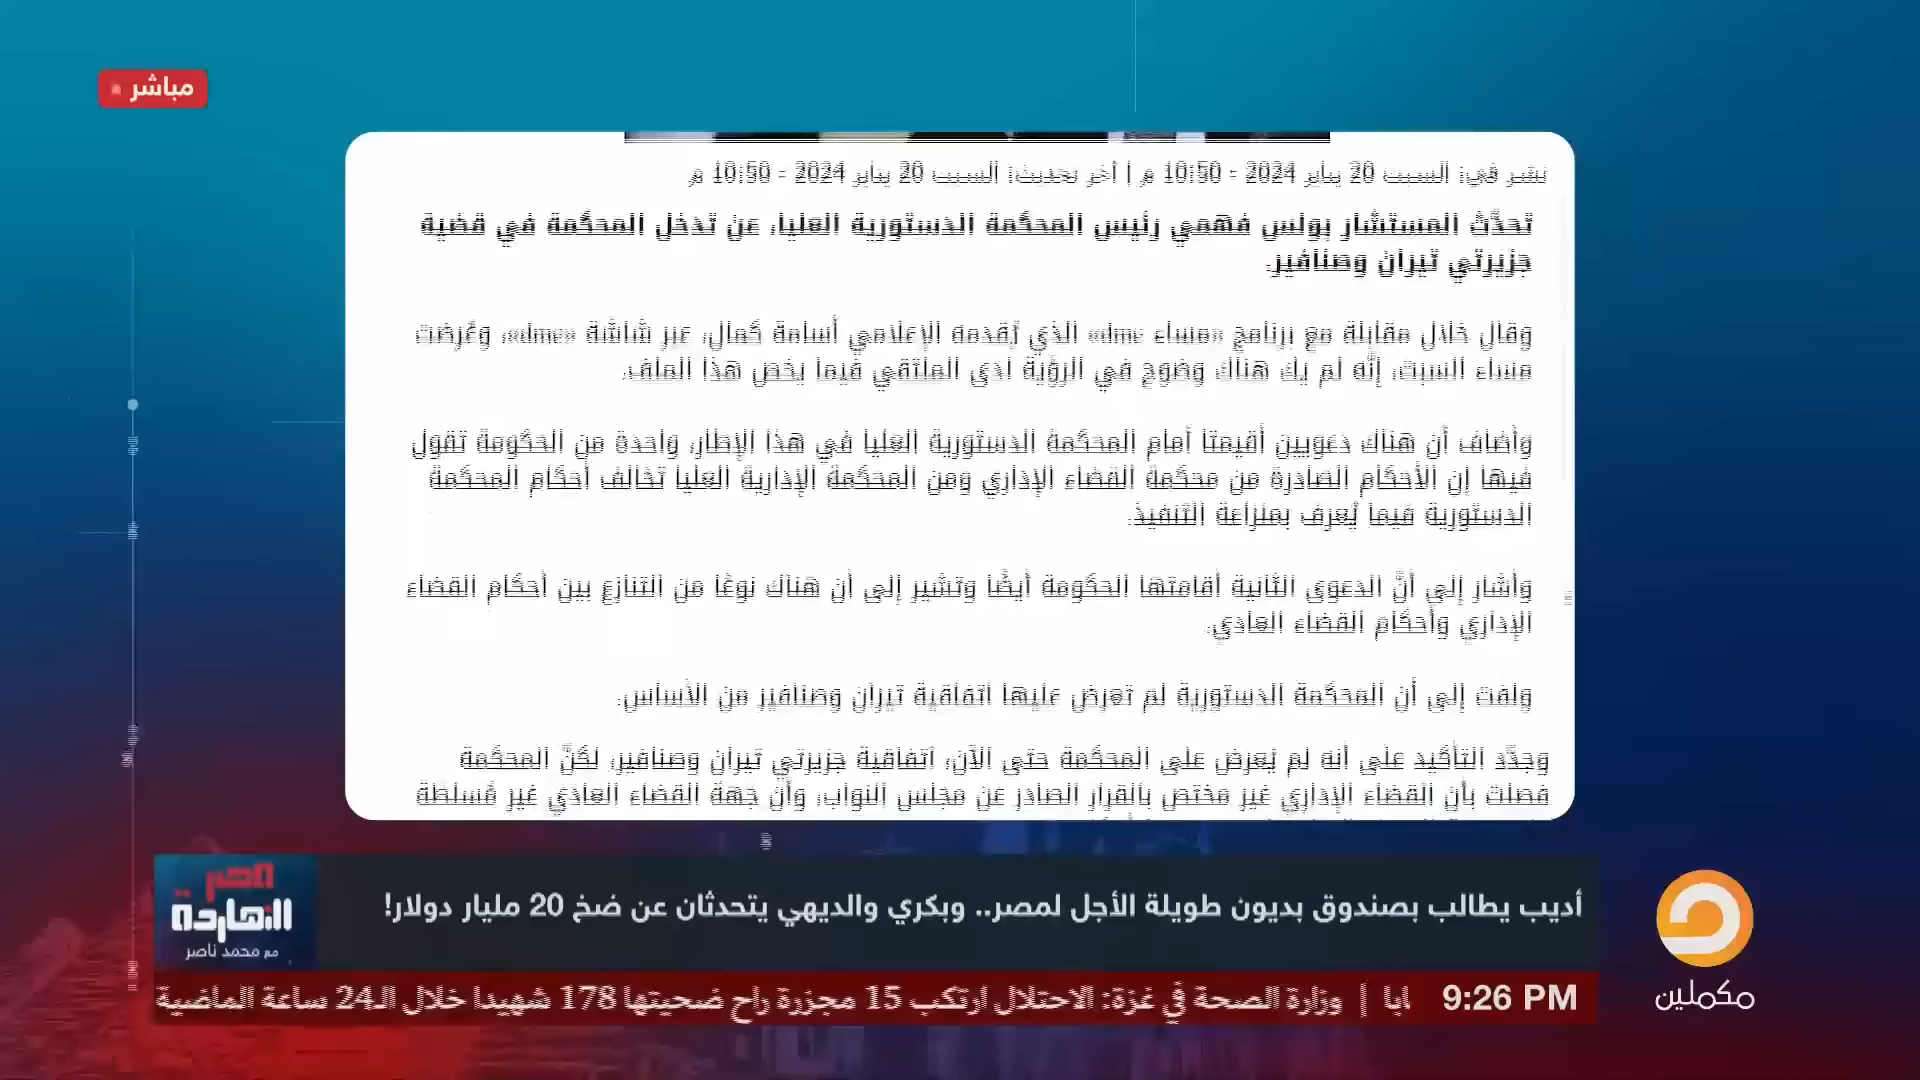 مباشر
نشر في: السبت 20 يناير 2024 - 10:50 م | آخر تحديث: السبت 20 يناير 2024 - 10:50 م
تحدّث المستشار بولس فهمي رئيس المحكمة الدستورية العليا، عن تدخل المحكمة في قضية
جزيرتي تيران وصنافير.
وقال خلال مقابلة مع برنامج «مساء dmc» الذي يُقدمه الإعلامي أسامة كمال، عبر شاشة «dmc»، وعُرضت
مساء السبت، إنّه لم يك هناك وضوح في الرؤية لدى الملتقي فيما يخص هذا الملف.
وأضاف أن هناك دعويين أقيمتا أمام المحكمة الدستورية العليا في هذا الإطار، واحدة من الحكومة تقول
فيها إن الأحكام الصادرة من محكمة القضاء الإداري ومن المحكمة الإدارية العليا تخالف أحكام المحكمة
الدستورية فيما يُعرف بمنزاعة التنفيذ.
وأشار إلى أنّ الدعوى الثانية أقامتها الحكومة أيضًا وتشير إلى أن هناك نوعًا من التنازع بين أحكام القضاء
الإداري وأحكام القضاء العادي.
ولفت إلى أن المحكمة الدستورية لم تعرض عليها اتفاقية تيران وصنافير من الأساس.
وجدّد التأكيد على أنه لم يُعرض على المحكمة حتى الآن، اتفاقية جزيرتي تيران وصنافير، لكنّ المحكمة
فصلت بأن القضاء الإداري غير مختص بالقرار الصادر عن مجلس النواب، وأن جهة القضاء العادي غير مُسلطة
مصر
النهاردة
مع محمد ناصر
أديب يطالب بصندوق بديون طويلة الأجل لمصر.. وبكري والديهي يتحدثان عن ضخ 20 مليار دولار!
9:26 PM
ايا | وزارة الصحة في غزة: الاحتلال ارتكب 15 مجزرة راح ضحيتها 178 شهيدا خلال الـ24 ساعة الماضية
مكملين